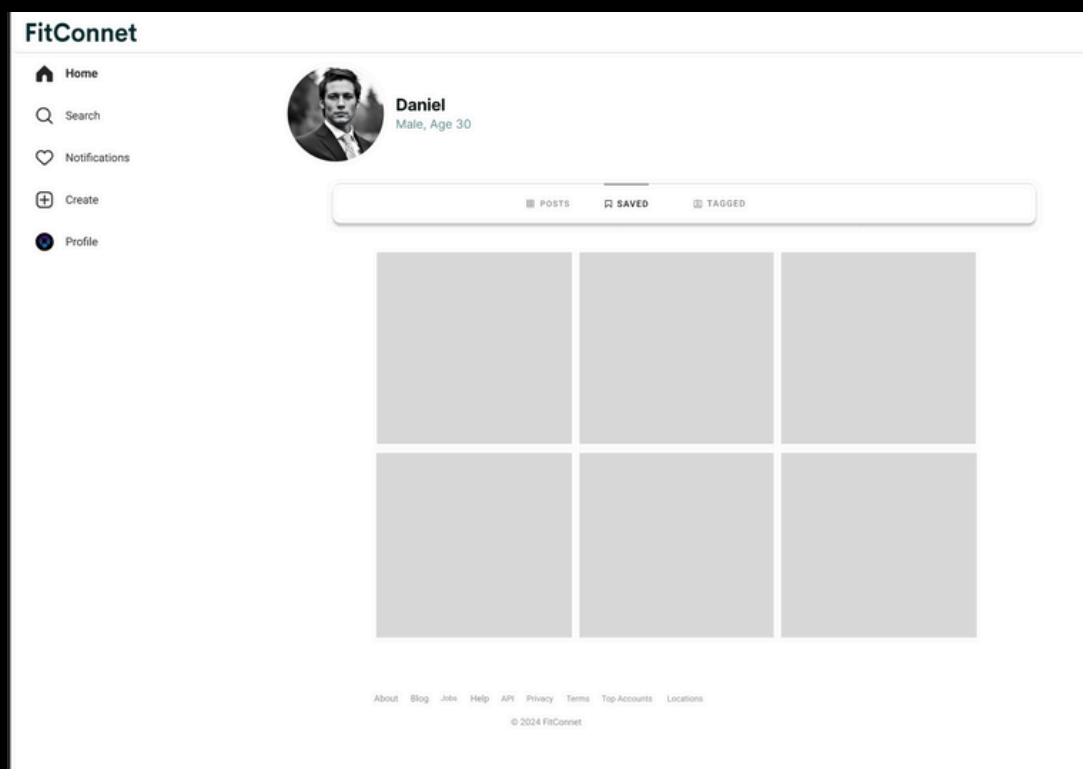 FitConnet
Home
Search
Notifications
Create
Profile
Daniel
Male, Age 30
POSTS SAVED TAGGED
About Blog Jobs Help API Privacy Terms Top Accounts Locations
© 2024 FitConnet